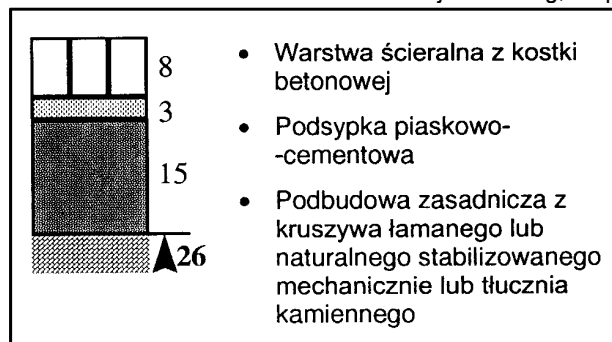 8
3
15
26
• Warstwa ścieralna z kostki
betonowej
• Podsypka piaskowo-
-cementowa
• Podbudowa zasadnicza z
kruszywa łamanego lub
naturalnego stabilizowanego
mechanicznie lub tłucznia
kamiennego